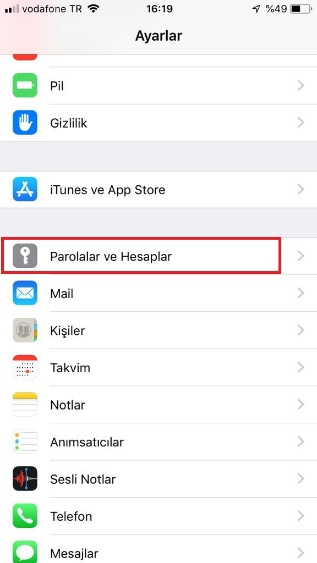 vodafone TR 16:19 %49
Ayarlar
Pil
Gizlilik
iTunes ve App Store
Parolalar ve Hesaplar
Mail
Kişiler
Takvim
Notlar
Anımsatıcılar
Sesli Notlar
Telefon
Mesajlar